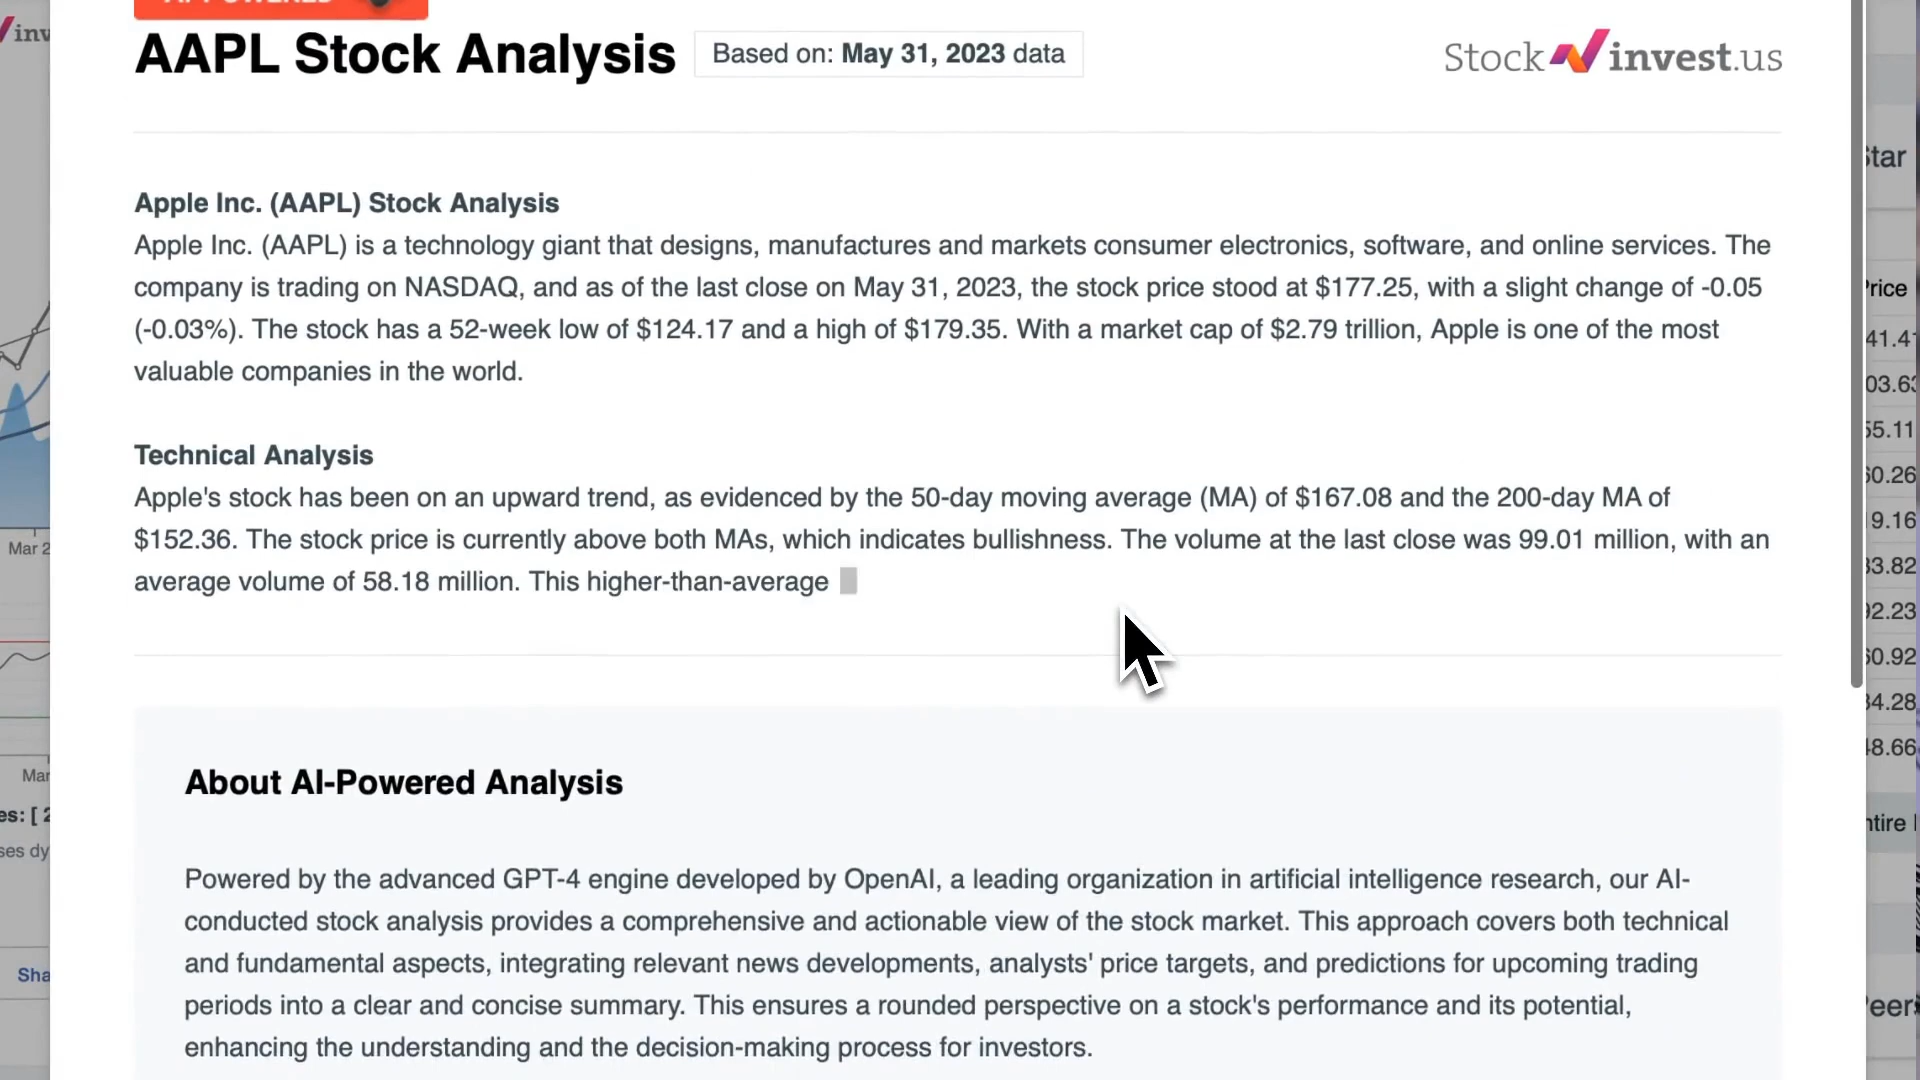 AAPL Stock Analysis
Based on: May 31, 2023 data
Stock invest.us
Apple Inc. (AAPL) Stock Analysis
Apple Inc. (AAPL) is a technology giant that designs, manufactures and markets consumer electronics, software, and online services. The
company is trading on NASDAQ, and as of the last close on May 31, 2023, the stock price stood at $177.25, with a slight change of -0.05
(-0.03%). The stock has a 52-week low of $124.17 and a high of $179.35. With a market cap of $2.79 trillion, Apple is one of the most
valuable companies in the world.
Technical Analysis
Apple's stock has been on an upward trend, as evidenced by the 50-day moving average (MA) of $167.08 and the 200-day MA of
$152.36. The stock price is currently above both MAs, which indicates bullishness. The volume at the last close was 99.01 million, with an
average volume of 58.18 million. This higher-than-average
About AI-Powered Analysis
Powered by the advanced GPT-4 engine developed by OpenAI, a leading organization in artificial intelligence research, our AI-
conducted stock analysis provides a comprehensive and actionable view of the stock market. This approach covers both technical
and fundamental aspects, integrating relevant news developments, analysts' price targets, and predictions for upcoming trading
periods into a clear and concise summary. This ensures a rounded perspective on a stock's performance and its potential,
enhancing the understanding and the decision-making process for investors.
inv
Mar 2
Mar
es: [ 2
ses dy
Sha